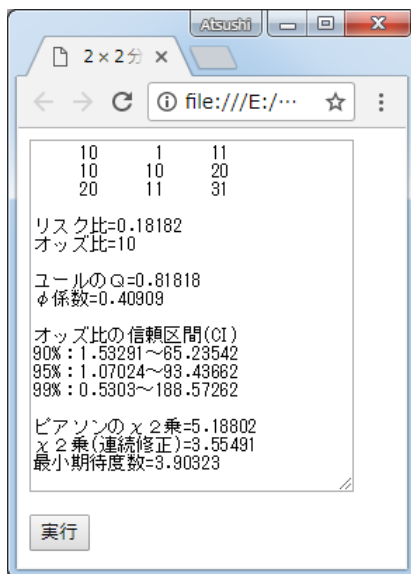 Atsushi
2×2分
file:///E:/…
10 1 11
10 10 20
20 11 31
リスク比=0.18182
オッズ比=10
ユールのQ=0.81818
φ係数=0.40909
オッズ比の信頼区間(CI)
90%:1.53291～65.23542
95%:1.07024～93.43662
99%:0.5303～188.57262
ピアソンのχ2乗=5.18802
χ2乗(連続修正)=3.55491
最小期待度数=3.90323
実行